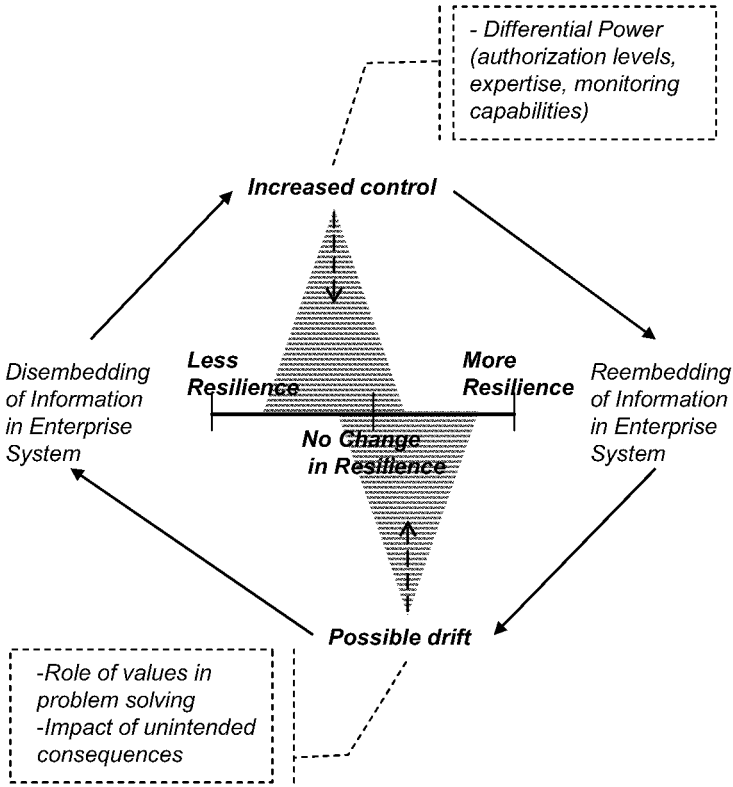 - Differential Power
(authorization levels,
expertise, monitoring
capabilities)
Increased control
Less
Resilience
More
Resilience
Disembedding
of Information
in Enterprise
System
Reembedding
of Information
in Enterprise
System
No Change
in Resilience
Possible drift
-Role of values in
problem solving
-Impact of unintended
consequences